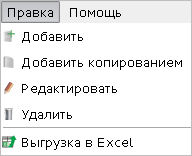 Правка Помощь
Добавить
Добавить копированием
Редактировать
Удалить
Выгрузка в Excel